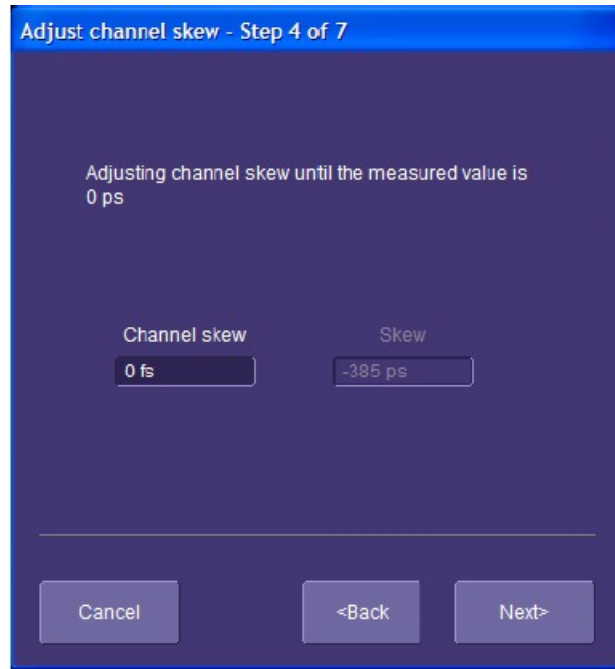 Adjust channel skew - Step 4 of 7
Adjusting channel skew until the measured value is
0 ps
Channel skew Skew
0 fs -385 ps
Cancel <Back Next>